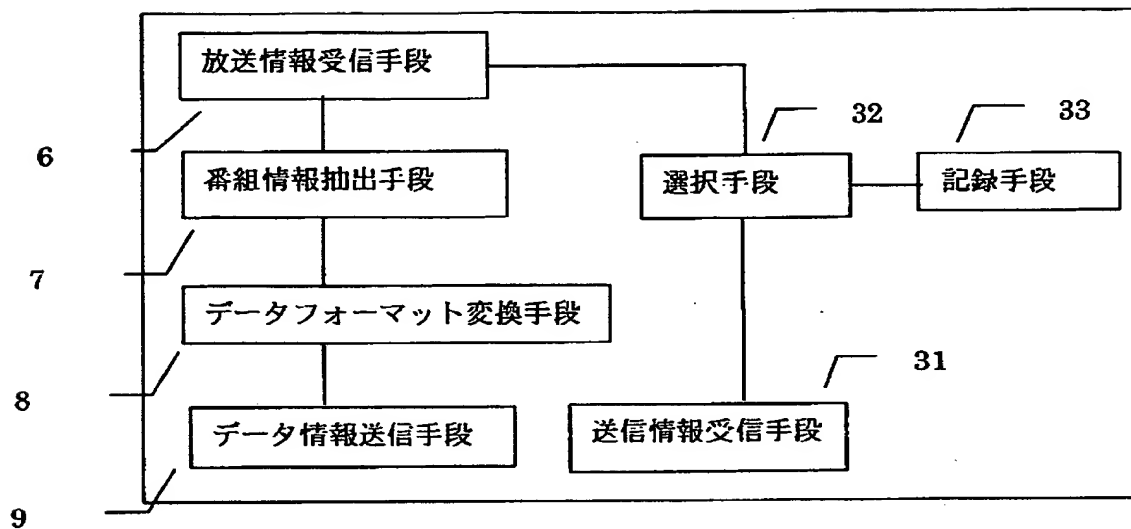 放送情報受信手段
32
33
6
番組情報抽出手段
選択手段
記録手段
7
データフォーマット変換手段
31
8
データ情報送信手段
送信情報受信手段
9